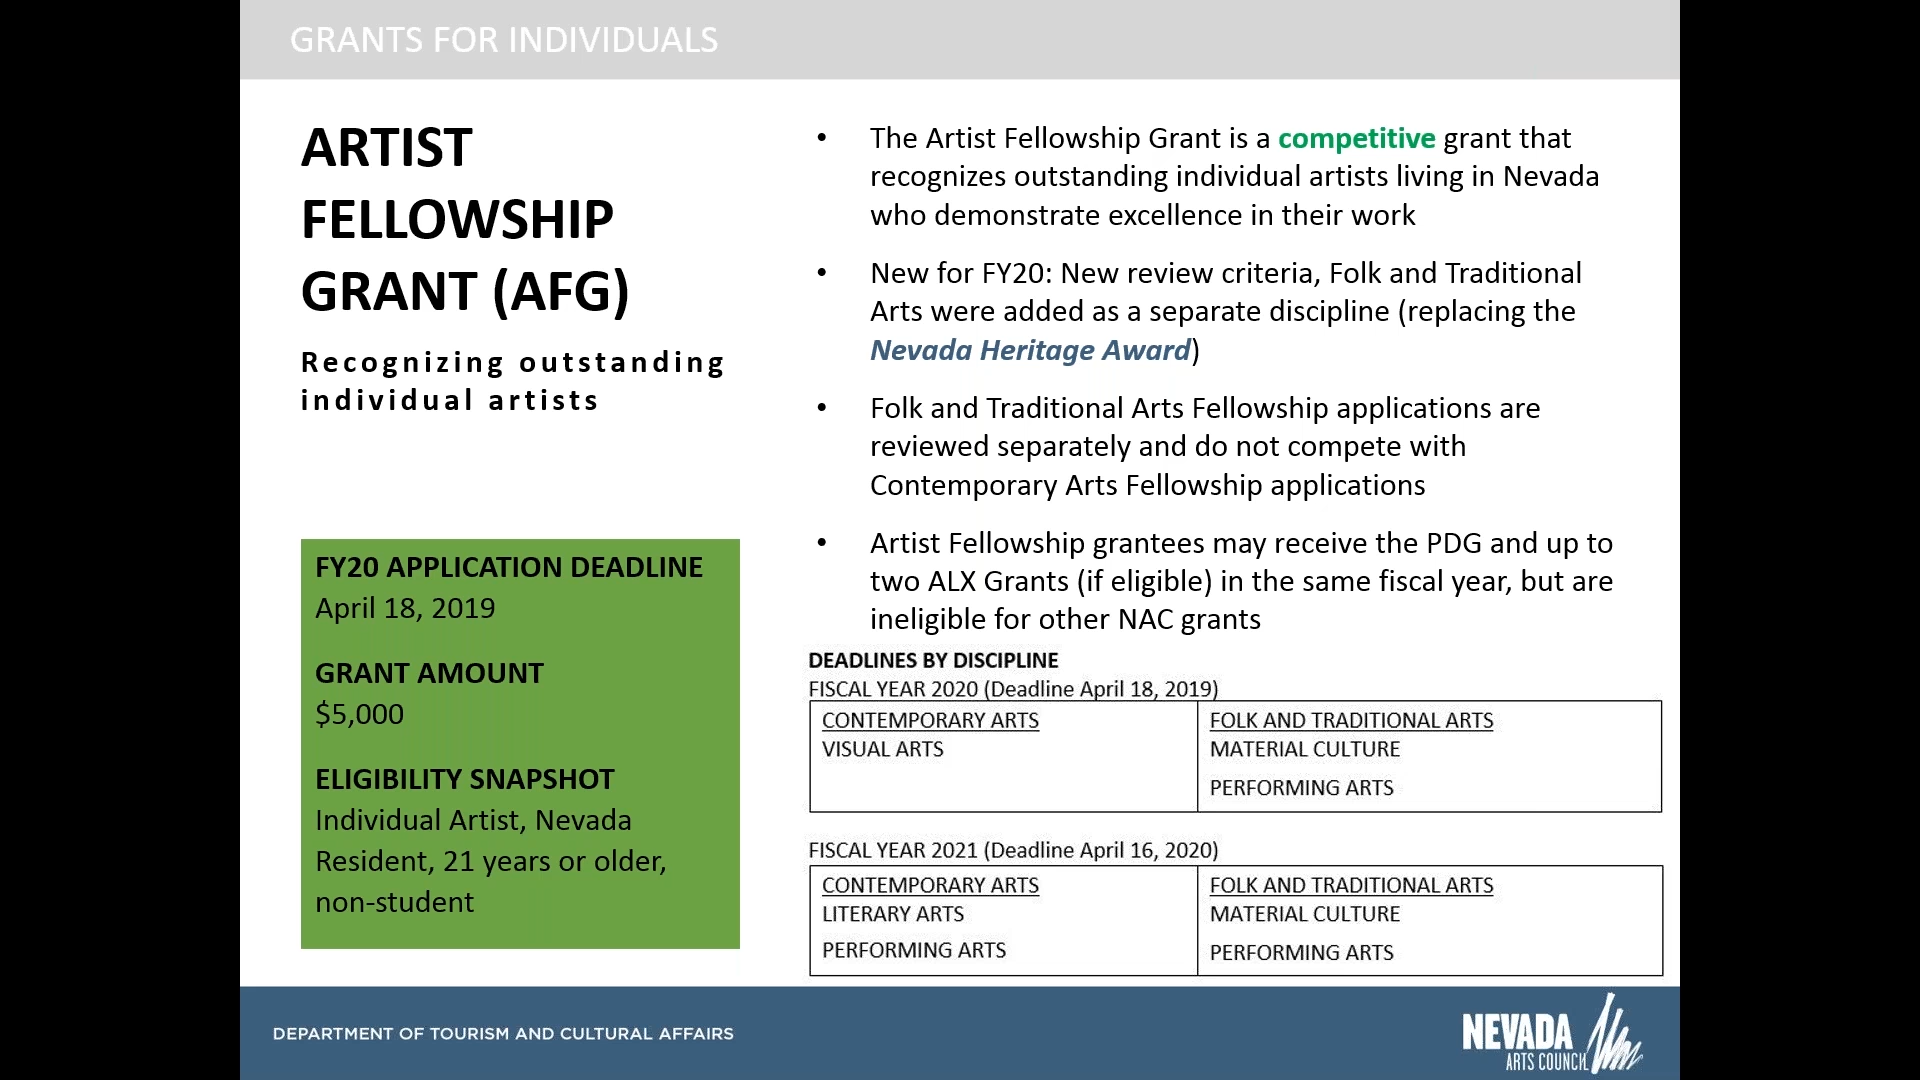 GRANTS FOR INDIVIDUALS
ARTIST
FELLOWSHIP
GRANT (AFG)
Recognizing outstanding
individual artists
FY20 APPLICATION DEADLINE
April 18, 2019
GRANT AMOUNT
$5,000
ELIGIBILITY SNAPSHOT
Individual Artist, Nevada
Resident, 21 years or older,
non-student
• The Artist Fellowship Grant is a competitive grant that
recognizes outstanding individual artists living in Nevada
who demonstrate excellence in their work
• New for FY20: New review criteria, Folk and Traditional
Arts were added as a separate discipline (replacing the
Nevada Heritage Award)
• Folk and Traditional Arts Fellowship applications are
reviewed separately and do not compete with
Contemporary Arts Fellowship applications
• Artist Fellowship grantees may receive the PDG and up to
two ALX Grants (if eligible) in the same fiscal year, but are
ineligible for other NAC grants
DEADLINES BY DISCIPLINE
FISCAL YEAR 2020 (Deadline April 18, 2019)
CONTEMPORARY ARTS
VISUAL ARTS
FOLK AND TRADITIONAL ARTS
MATERIAL CULTURE
PERFORMING ARTS
FISCAL YEAR 2021 (Deadline April 16, 2020)
CONTEMPORARY ARTS
LITERARY ARTS
PERFORMING ARTS
FOLK AND TRADITIONAL ARTS
MATERIAL CULTURE
PERFORMING ARTS
DEPARTMENT OF TOURISM AND CULTURAL AFFAIRS
NEVADA
ARTS COUNCIL